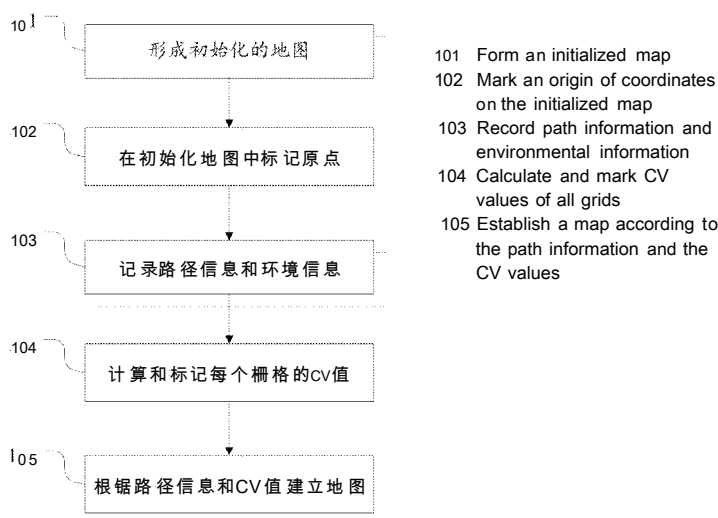 101
形成初始化的地图
102
在初始化地图中标记原点
103
记录路径信息和环境信息
104
计算和标记每个栅格的CV值
105
根锯路径信息和CV值建立地图
101 Form an initialized map
102 Mark an origin of coordinates
on the initialized map
103 Record path information and
environmental information
104 Calculate and mark CV
values of all grids
105 Establish a map according to
the path information and the
CV values